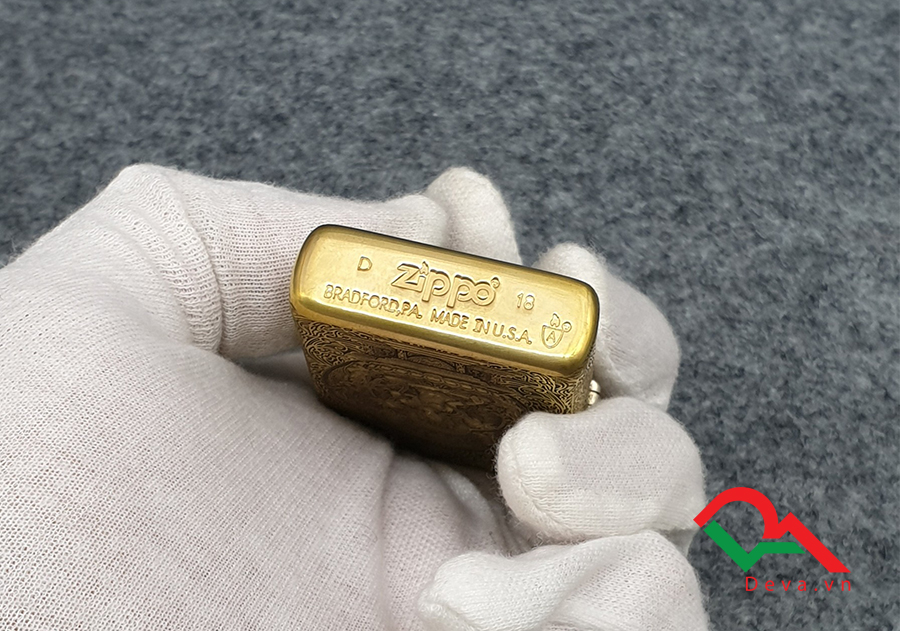 D Zippo 18
BRADFORD,PA. MADE IN U.S.A.
A
Deva.vn